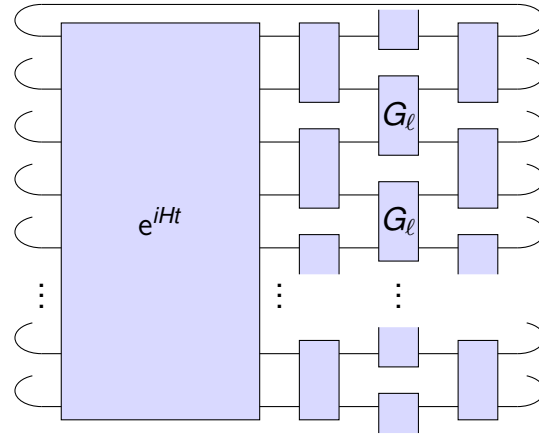 G_ℓ
e^{iHt}
G_ℓ
⋮ ⋮ ⋮